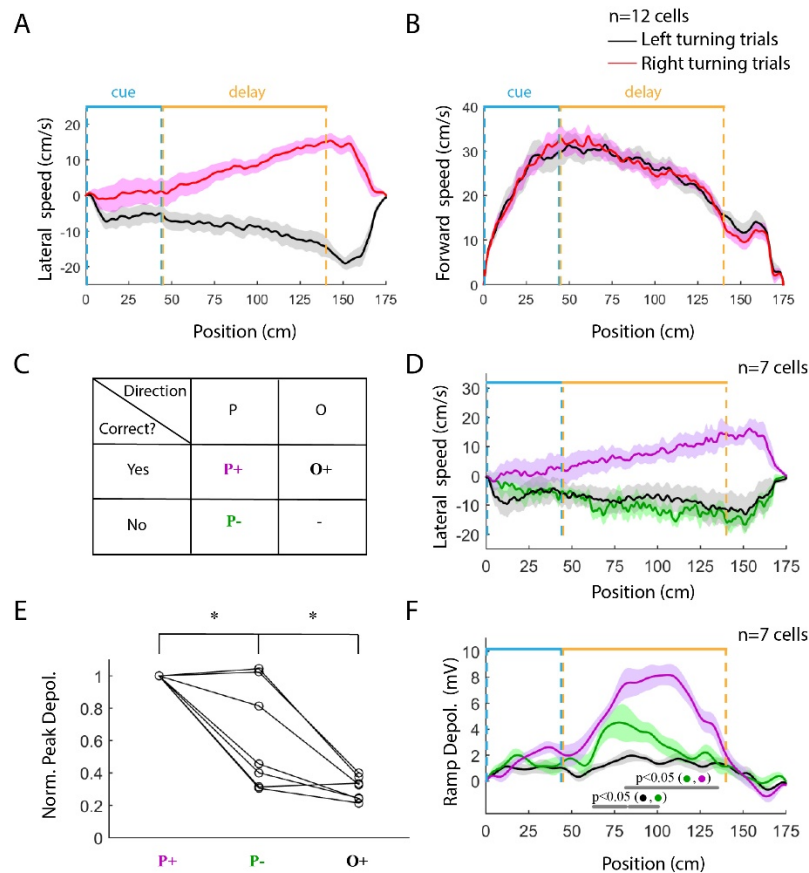 A
B
n=12 cells
Left turning trials
Right turning trials
cue
delay
cue
delay
Lateral speed (cm/s)
20
10
0
-10
-20
0 25 50 75 100 125 150 175
Position (cm)
Forward speed (cm/s)
40
30
20
10
0
0 25 50 75 100 125 150 175
Position (cm)
C
Direction
Correct?
P
O
Yes
P+
O+
No
P-
-
D
n=7 cells
Lateral speed (cm/s)
30
20
10
0
-10
-20
0 25 50 75 100 125 150 175
Position (cm)
E
* *
Norm. Peak Depol.
1
0.8
0.6
0.4
0.2
0
P+ P- O+
F
n=7 cells
Ramp Depol. (mV)
10
8
6
4
2
0
p<0.05 (●,●)
p<0.05 (●,●)
0 25 50 75 100 125 150 175
Position (cm)